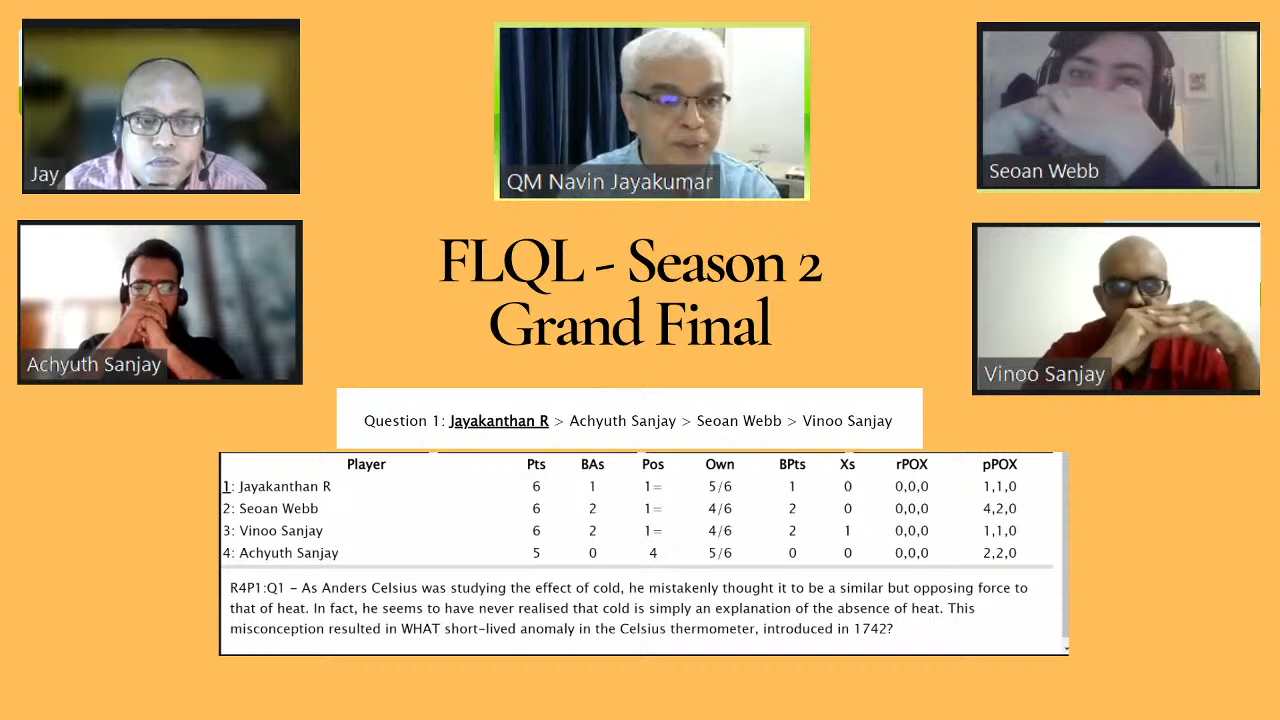 Jay
QM Navin Jayakumar
Seoan Webb
Achyuth Sanjay
FLQL - Season 2
Grand Final
Vinoo Sanjay
Question 1: Jayakanthan R > Achyuth Sanjay > Seoan Webb > Vinoo Sanjay
Player Pts BAs Pos Own BPts Xs rPOX pPOX
1: Jayakanthan R 6 1 1= 5/6 1 0 0,0,0 1,1,0
2: Seoan Webb 6 2 1= 4/6 2 0 0,0,0 4,2,0
3: Vinoo Sanjay 6 2 1= 4/6 2 1 0,0,0 1,1,0
4: Achyuth Sanjay 5 0 4 5/6 0 0 0,0,0 2,2,0
R4P1:Q1 – As Anders Celsius was studying the effect of cold, he mistakenly thought it to be a similar but opposing force to
that of heat. In fact, he seems to have never realised that cold is simply an explanation of the absence of heat. This
misconception resulted in WHAT short-lived anomaly in the Celsius thermometer, introduced in 1742?